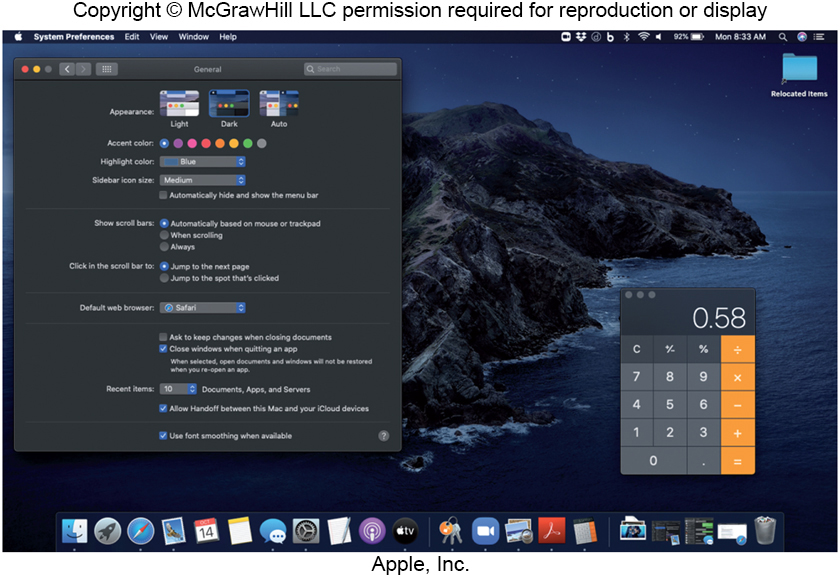 Copyright © McGrawHill LLC permission required for reproduction or display
System Preferences Edit View Window Help
92% Mon 8:33 AM
General
Search
Relocated Items
Appearance:
Light Dark Auto
Accent color:
Highlight color: Blue
Sidebar icon size: Medium
Automatically hide and show the menu bar
Show scroll bars: Automatically based on mouse or trackpad
When scrolling
Always
Click in the scroll bar to: Jump to the next page
Jump to the spot that's clicked
Default web browser: Safari
Ask to keep changes when closing documents
Close windows when quitting an app
When selected, open documents and windows will not be restored
when you re-open an app.
Recent items: 10 Documents, Apps, and Servers
Allow Handoff between this Mac and your iCloud devices
Use font smoothing when available ?
0.58
C +⁄- % ÷
7 8 9 ×
4 5 6 −
1 2 3 +
0 . =
14
tv
Apple, Inc.